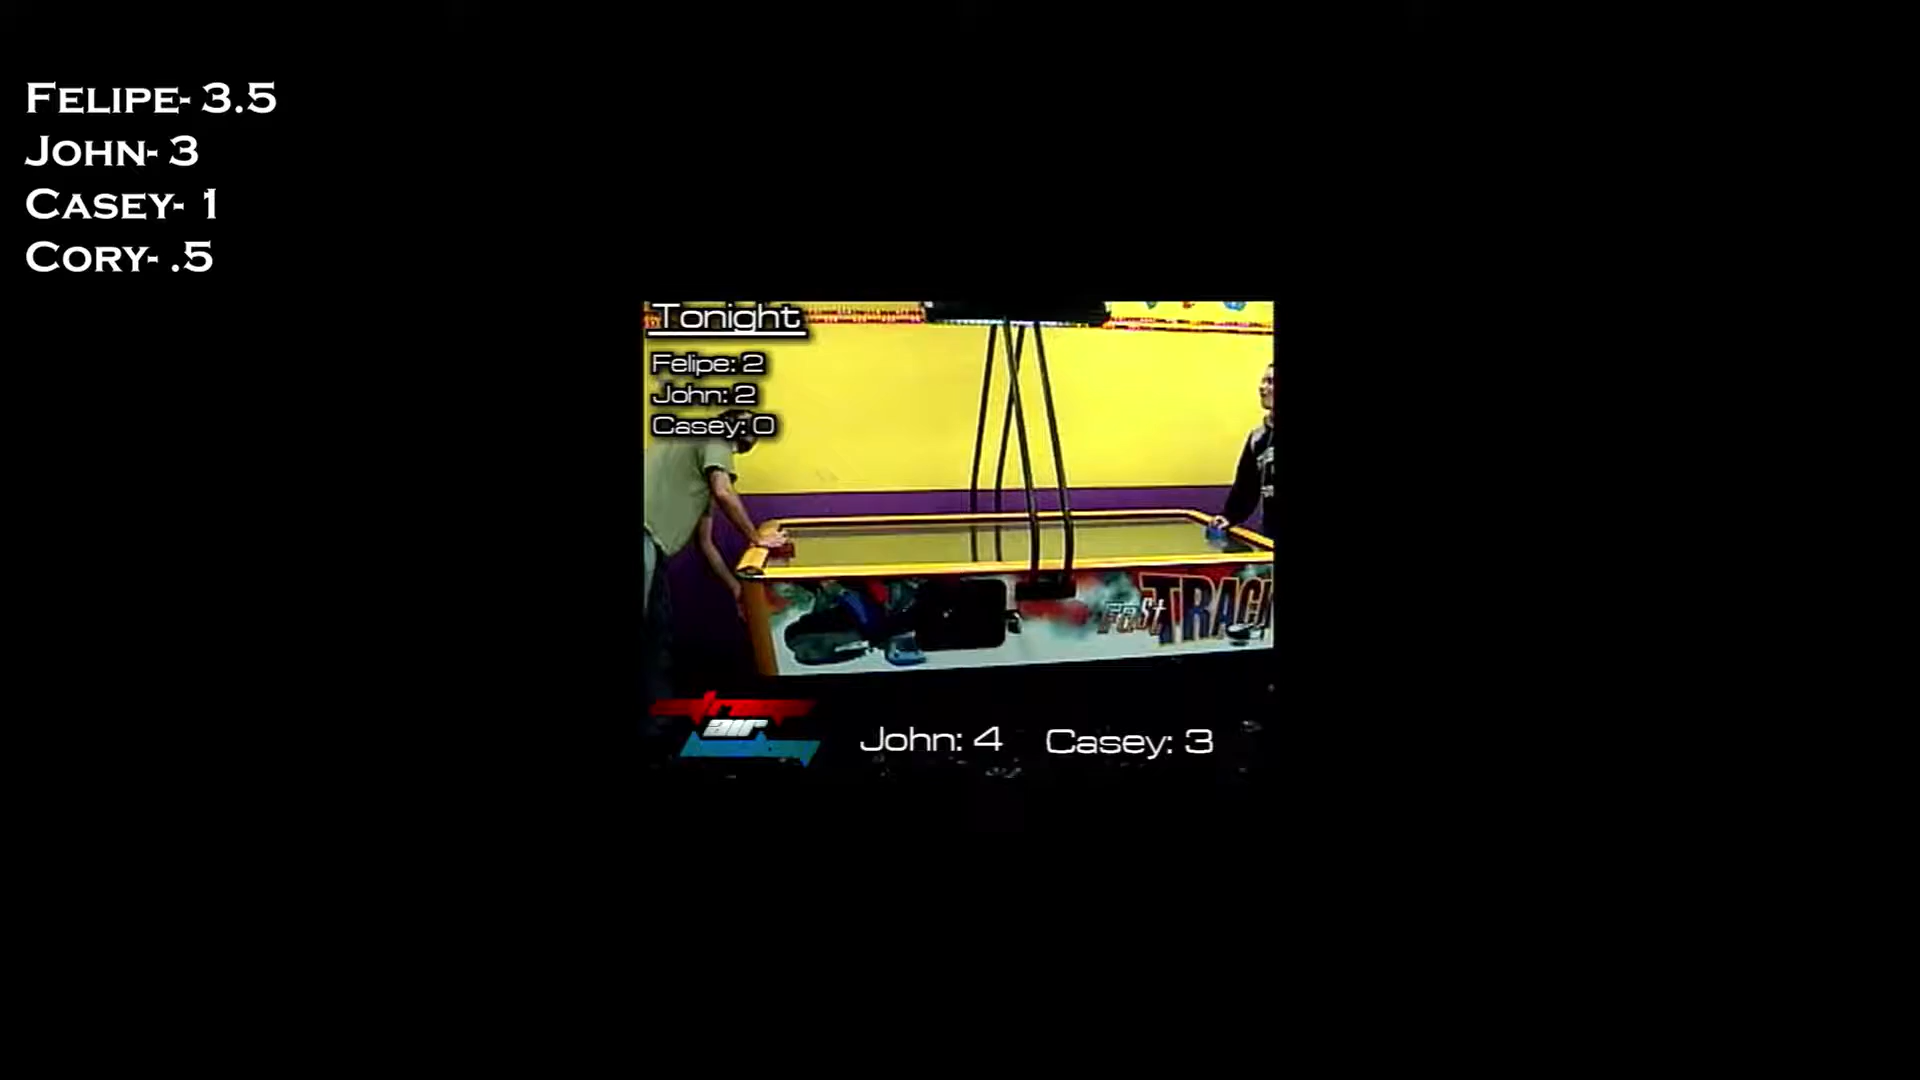 Felipe- 3.5
John- 3
Casey- 1
Cory- .5
Tonight
Felipe: 2
John: 2
Casey: 0
Fast TRACK
air
John: 4 Casey: 3